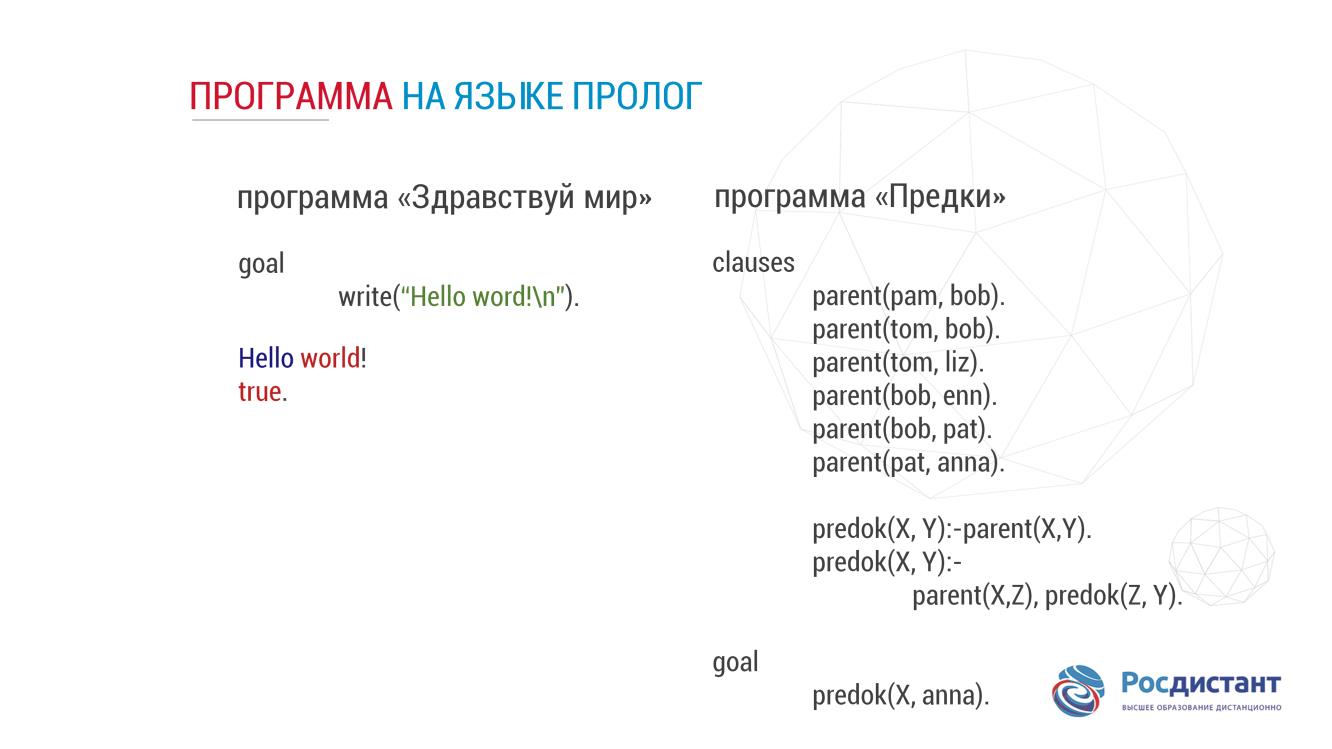 ПРОГРАММА НА ЯЗЫКЕ ПРОЛОГ
программа «Здравствуй мир»
goal
write(“Hello word!\n”).
Hello world!
true.
программа «Предки»
clauses
parent(pam, bob).
parent(tom, bob).
parent(tom, liz).
parent(bob, enn).
parent(bob, pat).
parent(pat, anna).
predok(X, Y):-parent(X,Y).
predok(X, Y):-
parent(X,Z), predok(Z, Y).
goal
predok(X, anna).
Росдистант
ВЫСШЕЕ ОБРАЗОВАНИЕ ДИСТАНЦИОННО